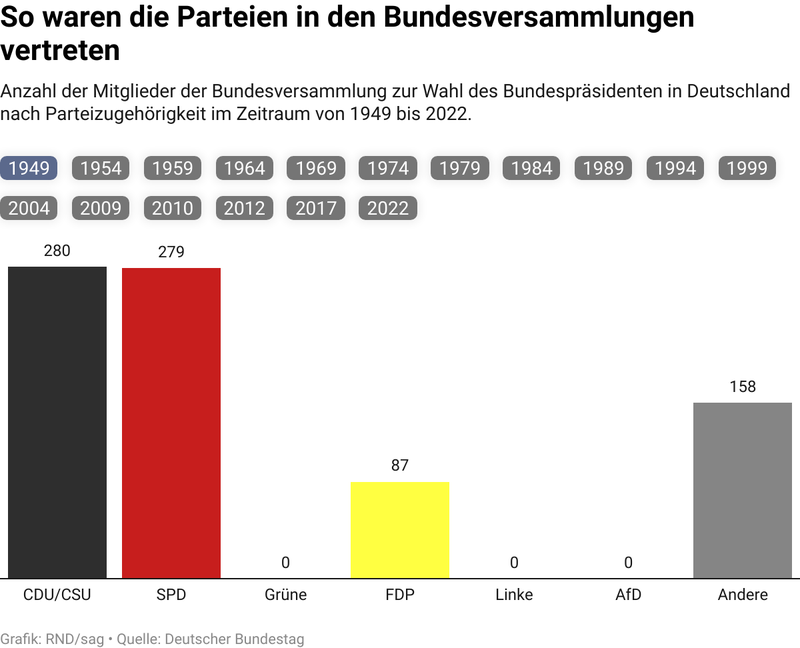 So waren die Parteien in den Bundesversammlungen
vertreten
Anzahl der Mitglieder der Bundesversammlung zur Wahl des Bundespräsidenten in Deutschland
nach Parteizugehörigkeit im Zeitraum von 1949 bis 2022.
1949 1954 1959 1964 1969 1974 1979 1984 1989 1994 1999
2004 2009 2010 2012 2017 2022
280 279 0 87 0 0 158
CDU/CSU SPD Grüne FDP Linke AfD Andere
Grafik: RND/sag • Quelle: Deutscher Bundestag